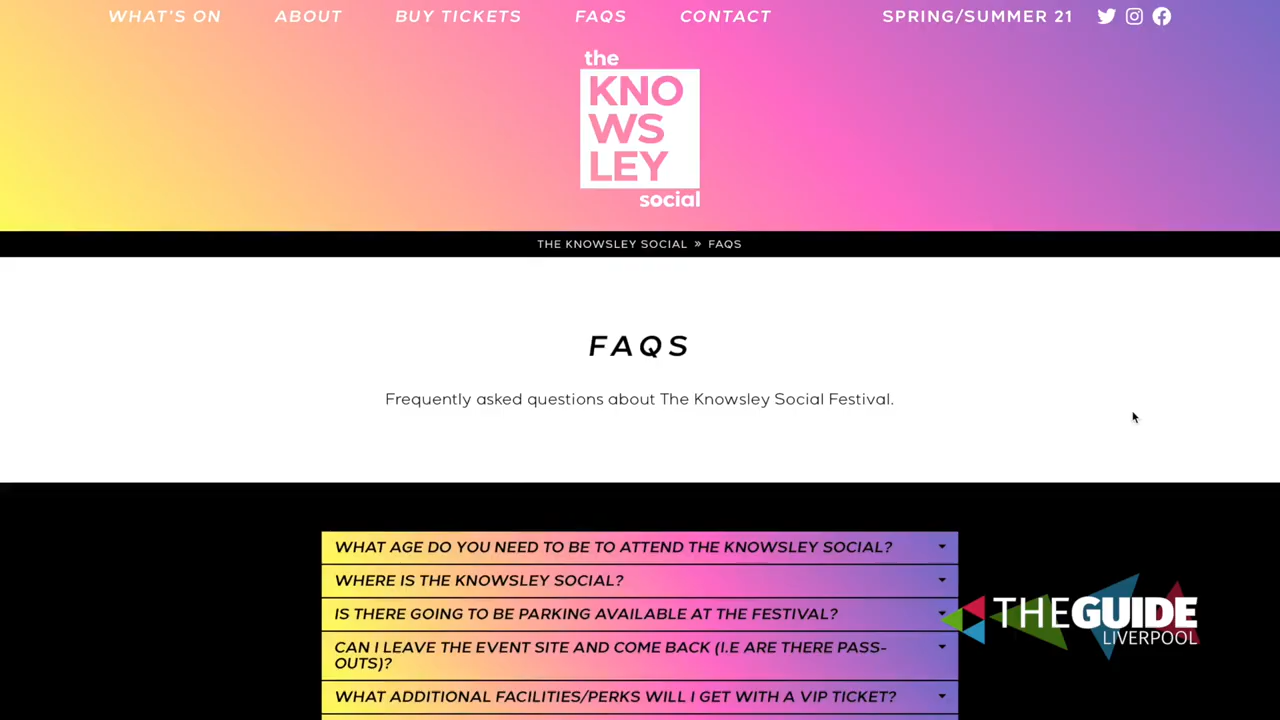 WHAT'S ON ABOUT BUY TICKETS FAQS CONTACT SPRING/SUMMER 21
the
KNO
WS
LEY
social
THE KNOWSLEY SOCIAL » FAQS
FAQS
Frequently asked questions about The Knowsley Social Festival.
WHAT AGE DO YOU NEED TO BE TO ATTEND THE KNOWSLEY SOCIAL?
WHERE IS THE KNOWSLEY SOCIAL?
IS THERE GOING TO BE PARKING AVAILABLE AT THE FESTIVAL?
CAN I LEAVE THE EVENT SITE AND COME BACK (I.E ARE THERE PASS-
OUTS)?
WHAT ADDITIONAL FACILITIES/PERKS WILL I GET WITH A VIP TICKET?
THEGUIDE
LIVERPOOL